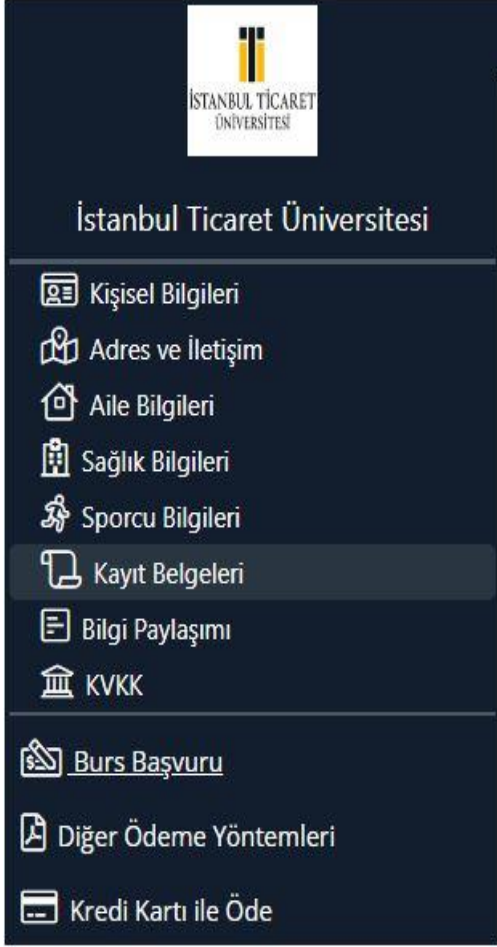 İSTANBUL TİCARET
ÜNİVERSİTESİ
İstanbul Ticaret Üniversitesi
Kişisel Bilgileri
Adres ve İletişim
Aile Bilgileri
Sağlık Bilgileri
Sporcu Bilgileri
Kayıt Belgeleri
Bilgi Paylaşımı
KVKK
Burs Başvuru
Diğer Ödeme Yöntemleri
Kredi Kartı ile Öde